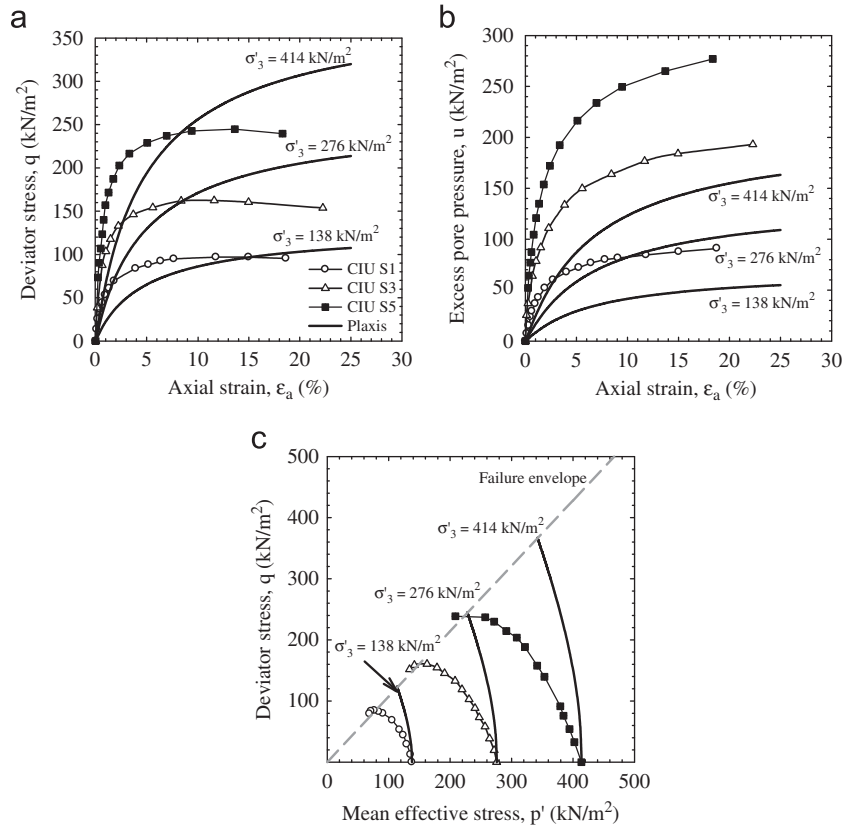 a
350
300
250
200
150
100
50
0
Deviator stress, q (kN/m²)
σ'₃ = 414 kN/m²
σ'₃ = 276 kN/m²
σ'₃ = 138 kN/m²
CIU S1
CIU S3
CIU S5
Plaxis
0 5 10 15 20 25 30
Axial strain, εₐ (%)
b
300
250
200
150
100
50
0
Excess pore pressure, u (kN/m²)
σ'₃ = 414 kN/m²
σ'₃ = 276 kN/m²
σ'₃ = 138 kN/m²
0 5 10 15 20 25 30
Axial strain, εₐ (%)
c
500
400
300
200
100
Deviator stress, q (kN/m²)
Failure envelope
σ'₃ = 414 kN/m²
σ'₃ = 276 kN/m²
σ'₃ = 138 kN/m²
0 100 200 300 400 500
Mean effective stress, p' (kN/m²)